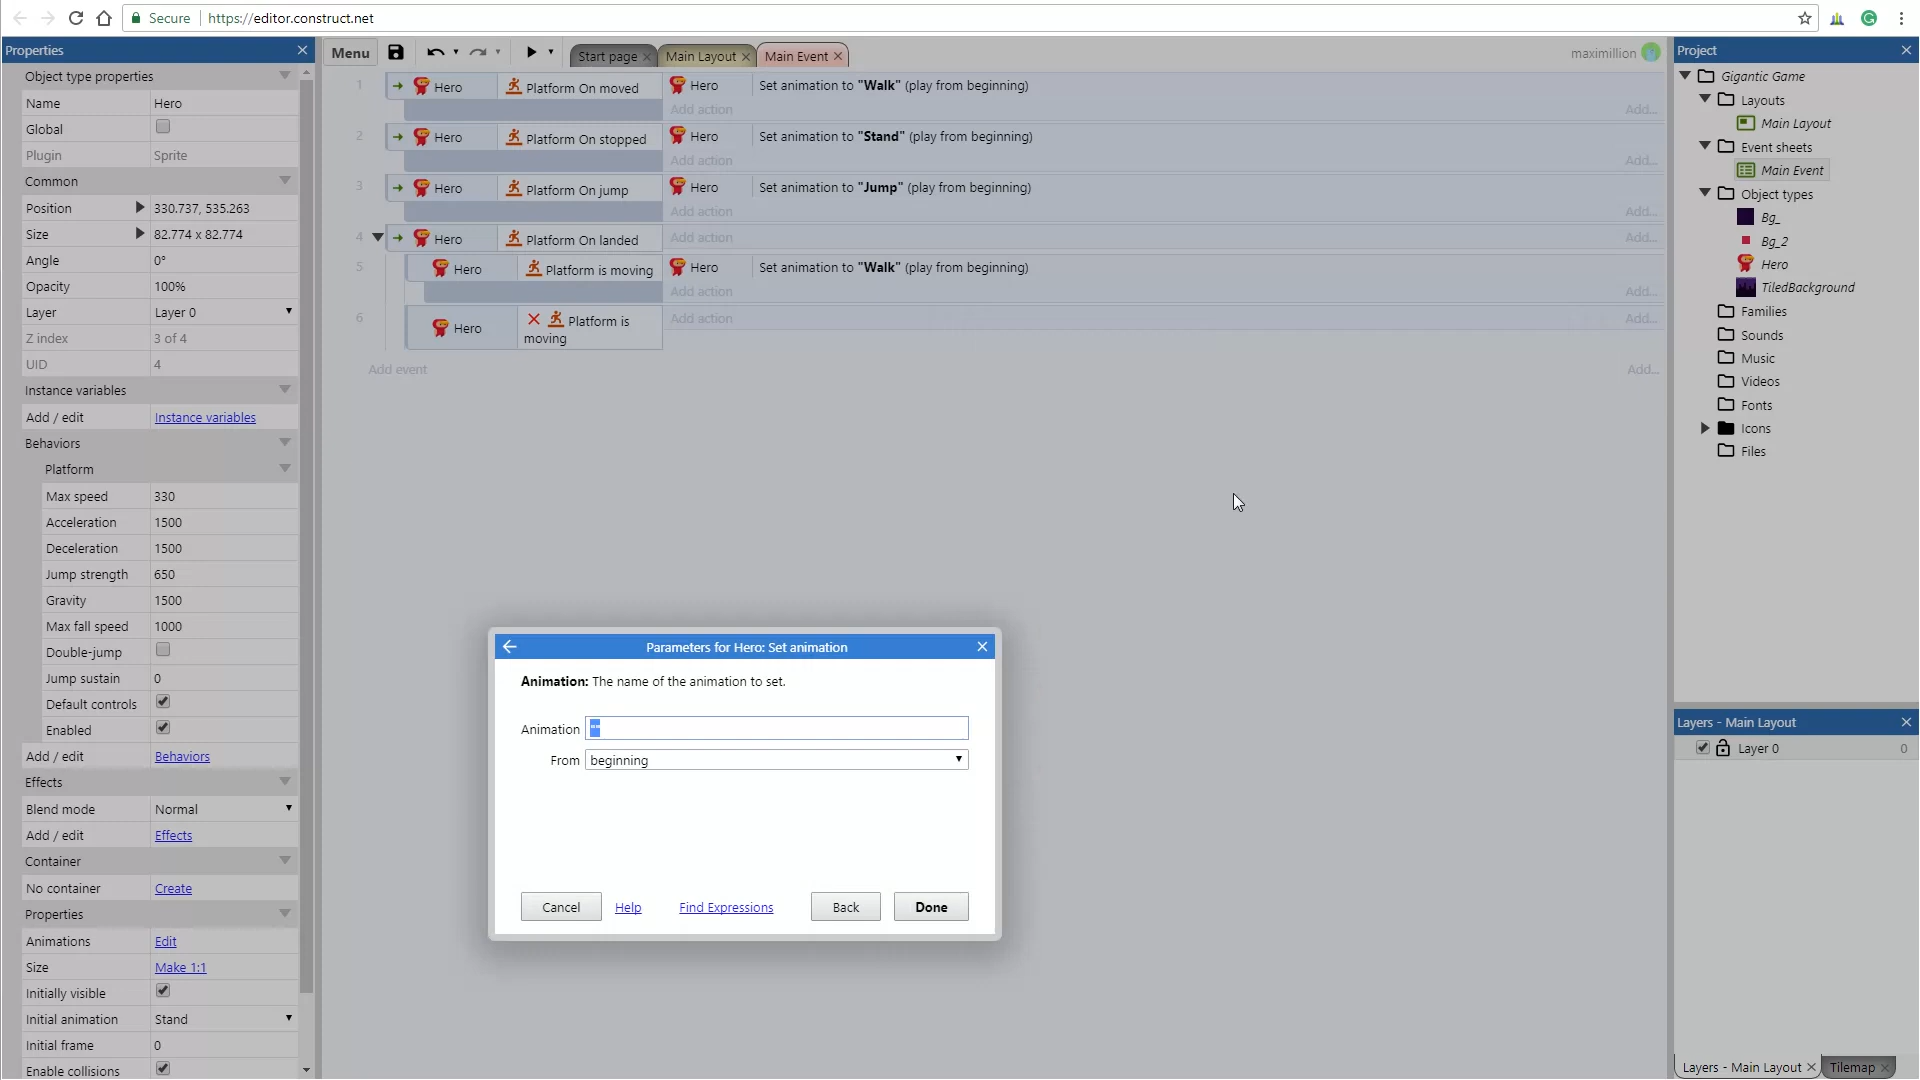 Secure
https://editor.construct.net
Properties
Object type properties
Name Hero
Global
Plugin Sprite
Common
Position 330.737, 535.263
Size 82.774 x 82.774
Angle 0°
Opacity 100%
Layer Layer 0
Z index 3 of 4
UID 4
Instance variables
Add / edit Instance variables
Behaviors
Platform
Max speed 330
Acceleration 1500
Deceleration 1500
Jump strength 650
Gravity 1500
Max fall speed 1000
Double-jump
Jump sustain 0
Default controls
Enabled
Add / edit Behaviors
Effects
Blend mode Normal
Add / edit Effects
Container
No container Create
Properties
Animations Edit
Size Make 1:1
Initially visible
Initial animation Stand
Initial frame 0
Enable collisions
Menu
Start page
Main Layout
Main Event
maximillion
1 Hero Platform On moved Hero Set animation to "Walk" (play from beginning)
Add action Add...
2 Hero Platform On stopped Hero Set animation to "Stand" (play from beginning)
Add action Add...
3 Hero Platform On jump Hero Set animation to "Jump" (play from beginning)
Add action Add...
4 Hero Platform On landed Add action Add...
5 Hero Platform is moving Hero Set animation to "Walk" (play from beginning)
Add action Add...
6 Hero Platform is
moving
Add action Add...
Add event Add...
Parameters for Hero: Set animation
Animation: The name of the animation to set.
Animation ""
From beginning
Cancel Help Find Expressions Back Done
Project
Gigantic Game
Layouts
Main Layout
Event sheets
Main Event
Object types
Bg_
Bg_2
Hero
TiledBackground
Families
Sounds
Music
Videos
Fonts
Icons
Files
Layers - Main Layout
Layer 0 0
Layers - Main Layout
Tilemap